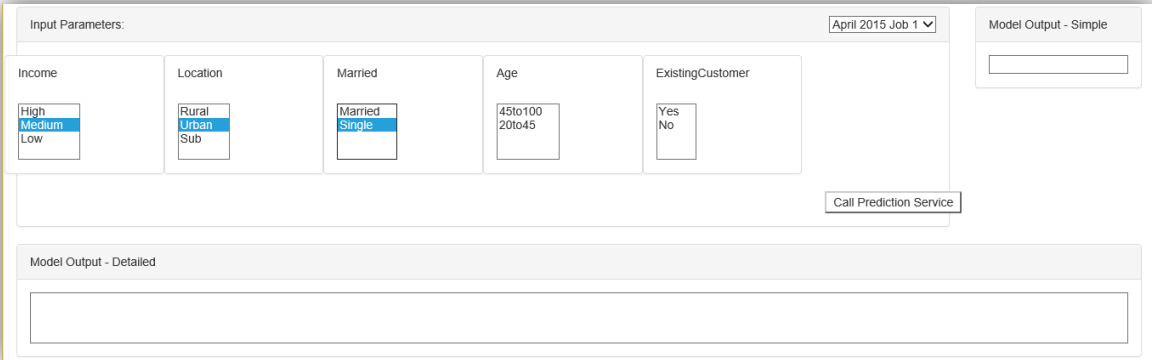 Input Parameters:
April 2015 Job 1
Model Output - Simple
Income
Location
Married
Age
ExistingCustomer
High
Medium
Low
Rural
Urban
Sub
Married
Single
45to100
20to45
Yes
No
Call Prediction Service
Model Output - Detailed